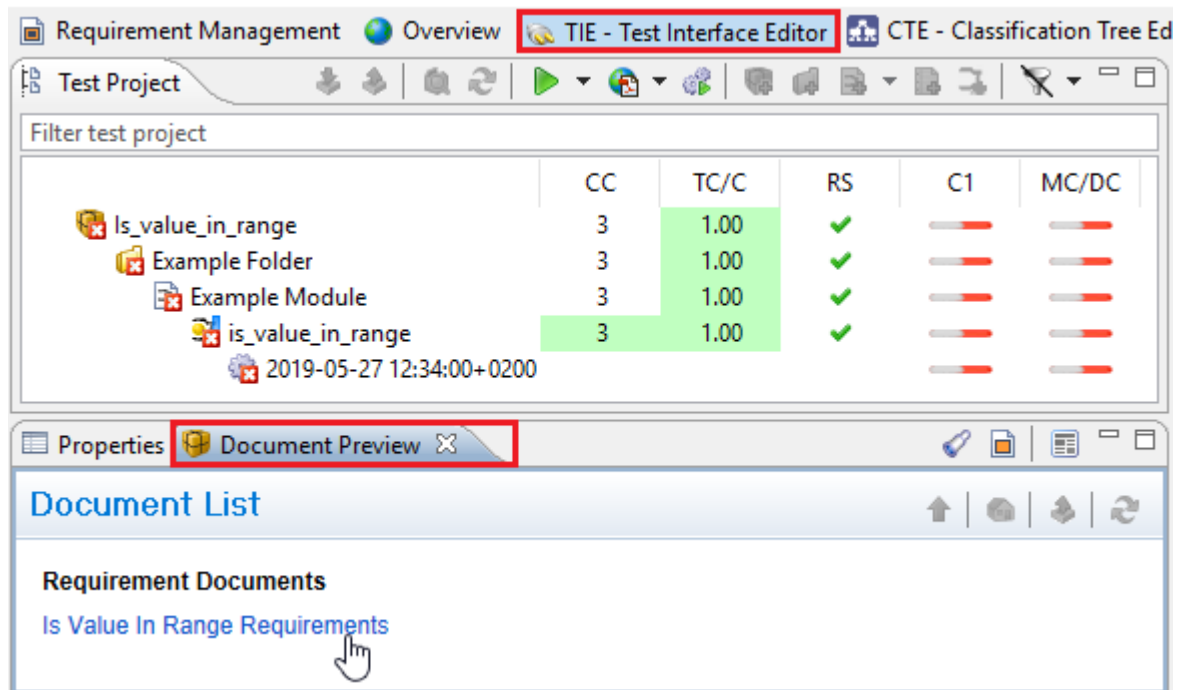 Requirement Management Overview TIE - Test Interface Editor CTE - Classification Tree Ed
Test Project
Filter test project
CC TC/C RS C1 MC/DC
Is_value_in_range 3 1.00
Example Folder 3 1.00
Example Module 3 1.00
is_value_in_range 3 1.00
2019-05-27 12:34:00+0200
Properties Document Preview
Document List
Requirement Documents
Is Value In Range Requirements